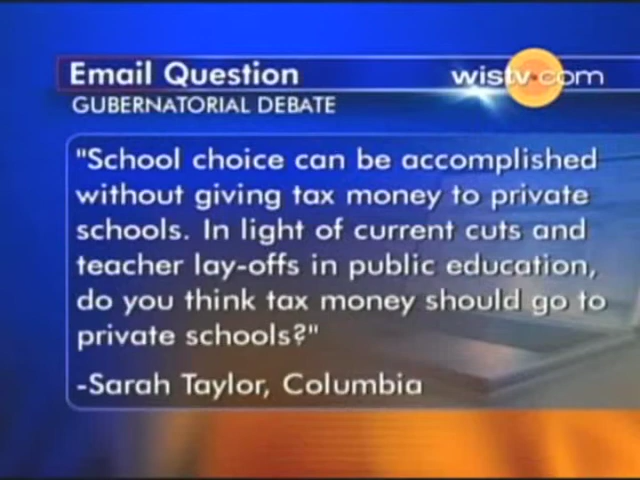 Email Question
wistv.com
GUBERNATORIAL DEBATE
"School choice can be accomplished
without giving tax money to private
schools. In light of current cuts and
teacher lay-offs in public education,
do you think tax money should go to
private schools?"
-Sarah Taylor, Columbia